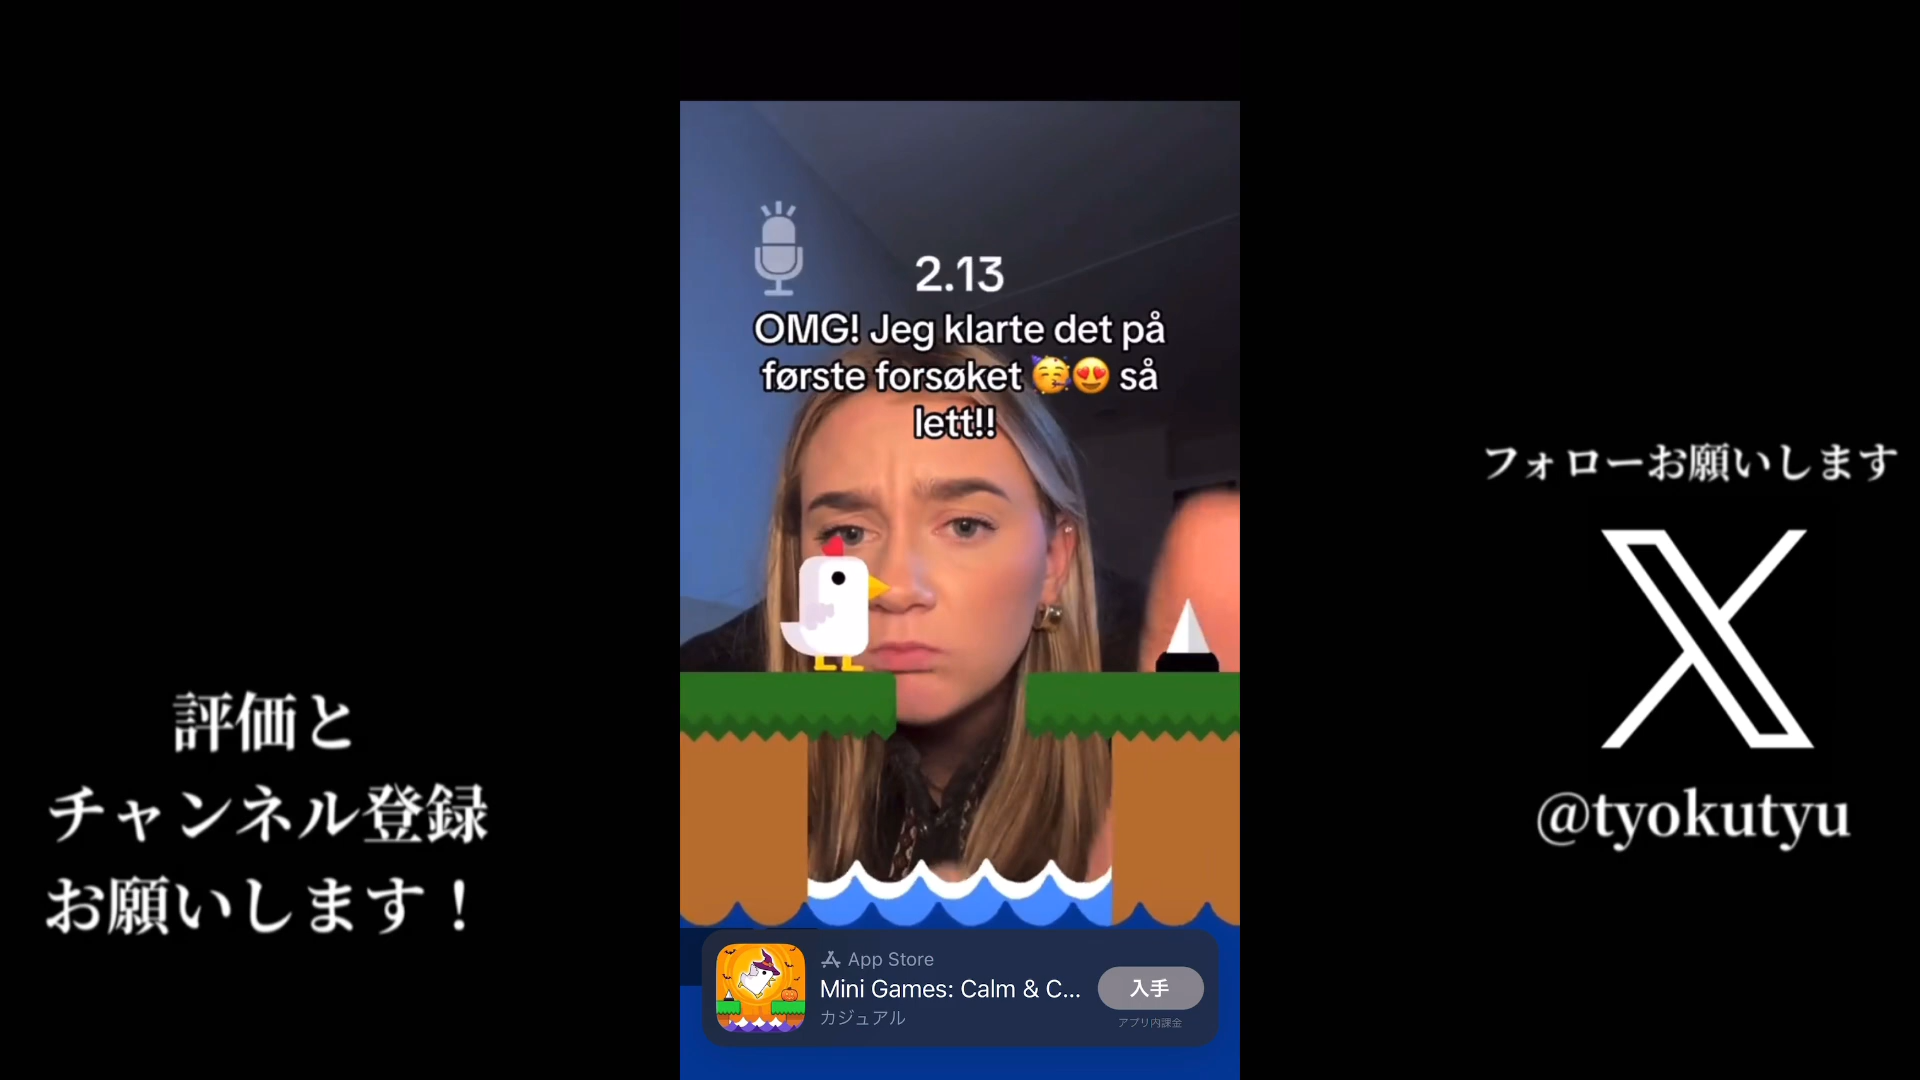 2.13
OMG! Jeg klarte det på
første forsøket 🥳😍 så
lett!!
フォローお願いします
@tyokutyu
評価と
チャンネル登録
お願いします！
App Store
Mini Games: Calm & C...
カジュアル
入手
アプリ内課金